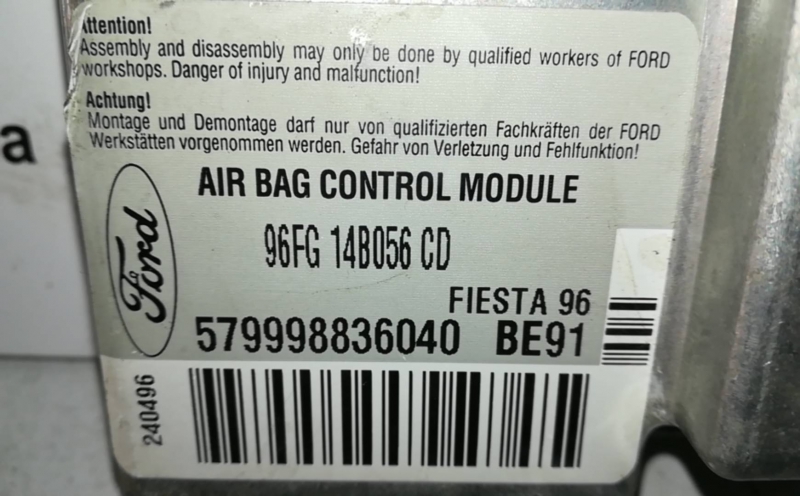 Attention!
Assembly and disassembly may only be done by qualified workers of FORD
workshops. Danger of injury and malfunction!
Achtung!
Montage und Demontage darf nur von qualifizierten Fachkräften der FORD
Werkstätten vorgenommen werden. Gefahr von Verletzung und Fehlfunktion!
a
AIR BAG CONTROL MODULE
Ford
96FG 14B056 CD
FIESTA 96
579998836040 BE91
240496